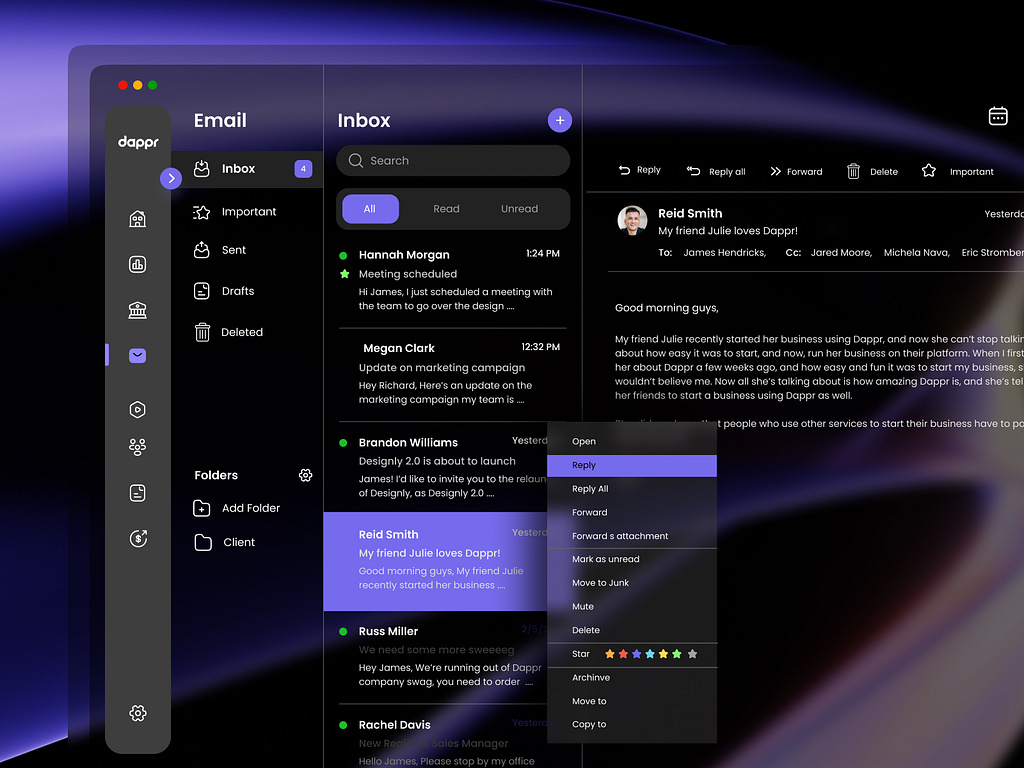 dappr
Email
Inbox
4
Important
Sent
Drafts
Deleted
Folders
Add Folder
Client
Inbox
Search
All
Read
Unread
Hannah Morgan
1:24 PM
Meeting scheduled
Hi James, I just scheduled a meeting with
the team to go over the design ....
Megan Clark
12:32 PM
Update on marketing campaign
Hey Richard, Here's an update on the
marketing campaign my team is ....
Brandon Williams
Yesterd
Designly 2.0 is about to launch
James! I'd like to invite you to the relaun
of Designly, as Designly 2.0 ....
Reid Smith
Yesterd
My friend Julie loves Dappr!
Good morning guys, My friend Julie
recently started her business ....
Russ Miller
2/5/2
We need some more sweeeeg
Hey James, We're running out of Dappr
company swag, you need to order ....
Rachel Davis
Yesterd
New Sales Manager
Hello James, Please stop by my office
Reply
Reply all
Forward
Delete
Important
Reid Smith
Yesterda
My friend Julie loves Dappr!
To: James Hendricks, Cc: Jared Moore, Michela Nava, Eric Stromber
Good morning guys,
My friend Julie recently started her business using Dappr, and now she can't stop talkin
about how easy it was to start, and now, run her business on their platform. When I first
her about Dappr a few weeks ago, and how easy and fun it was to start my business, s
wouldn't believe me. Now all she's talking about is how amazing Dappr is, and she's tel
her friends to start a business using Dappr as well.
that people who use other services to start their business have to pa
Open
Reply
Reply All
Forward
Forward s attachment
Mark as unread
Move to Junk
Mute
Delete
Star
Archinve
Move to
Copy to